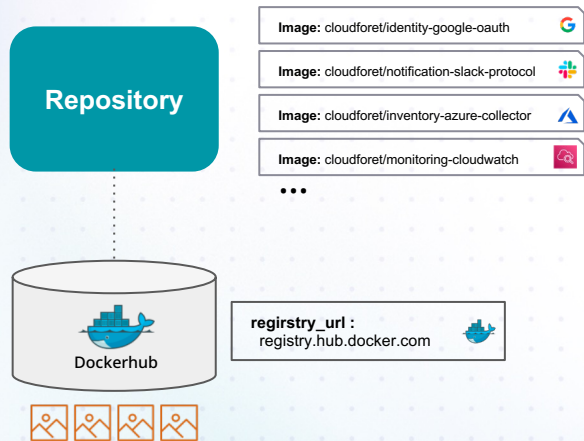 Repository
Image: cloudforet/identity-google-oauth
Image: cloudforet/notification-slack-protocol
Image: cloudforet/inventory-azure-collector
Image: cloudforet/monitoring-cloudwatch
...
Dockerhub
regirstry_url :
registry.hub.docker.com